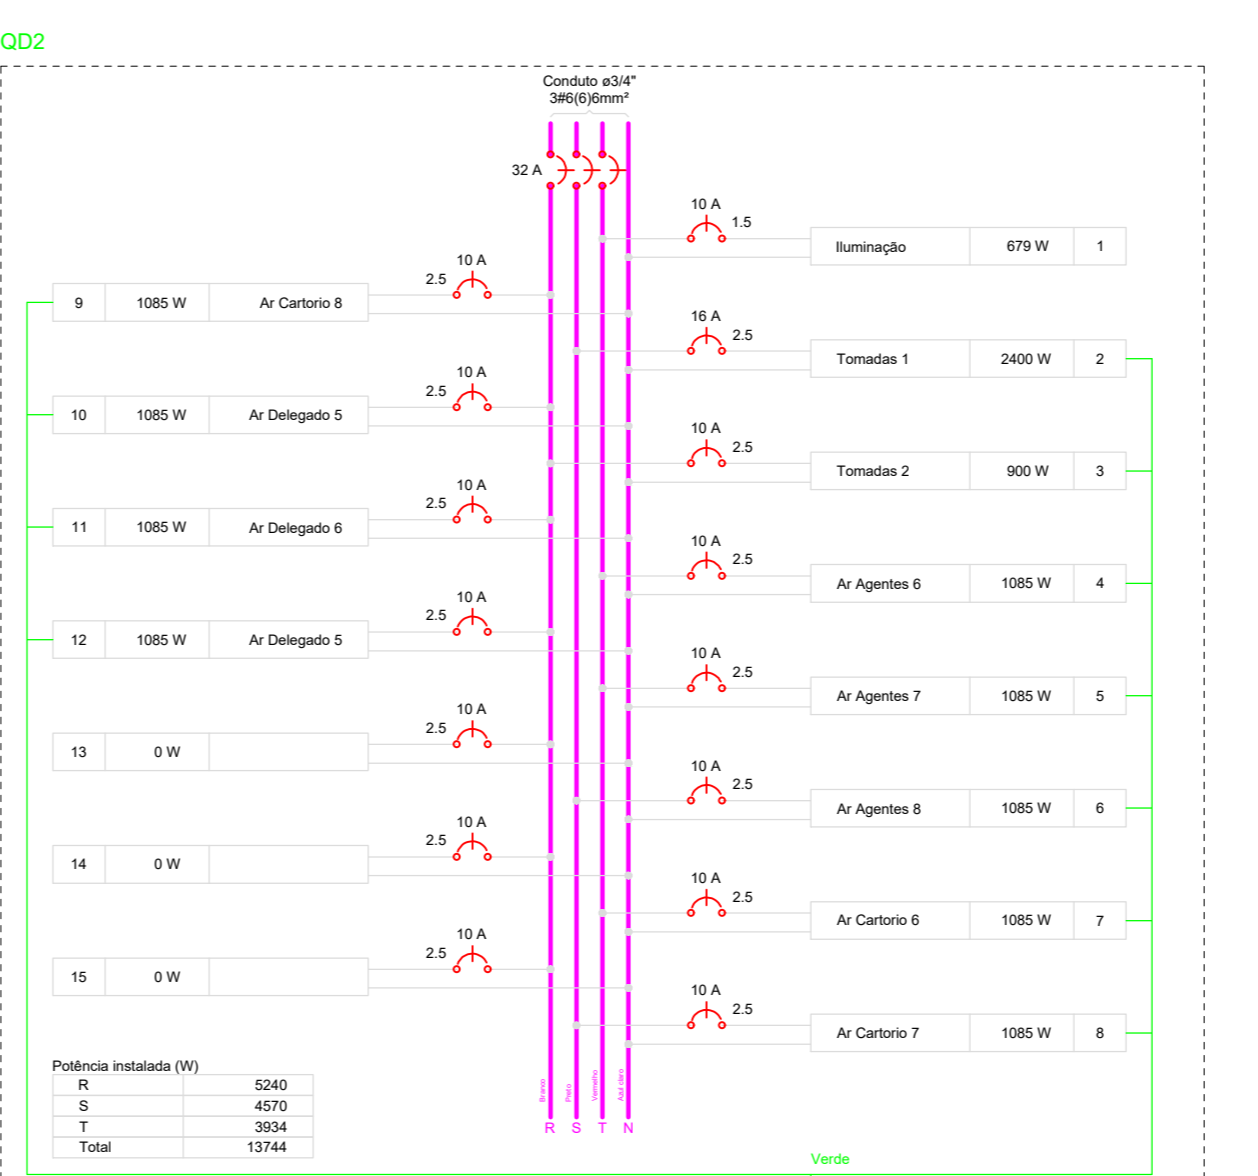 QD2
Conduto ø3/4"
3#6(6)6mm²
32 A
10 A
1.5
Iluminação 679 W 1
10 A
2.5
9 1085 W Ar Cartorio 8
16 A
2.5
Tomadas 1 2400 W 2
10 A
2.5
10 1085 W Ar Delegado 5
10 A
2.5
Tomadas 2 900 W 3
10 A
2.5
11 1085 W Ar Delegado 6
10 A
2.5
Ar Agentes 6 1085 W 4
10 A
2.5
12 1085 W Ar Delegado 5
10 A
2.5
Ar Agentes 7 1085 W 5
10 A
2.5
13 0 W
10 A
2.5
Ar Agentes 8 1085 W 6
10 A
2.5
14 0 W
10 A
2.5
Ar Cartorio 6 1085 W 7
10 A
2.5
15 0 W
10 A
2.5
Ar Cartorio 7 1085 W 8
Potência instalada (W)
R 5240
S 4570
T 3934
Total 13744
Branco
Preto
Vermelho
Azul claro
R S T N
Verde